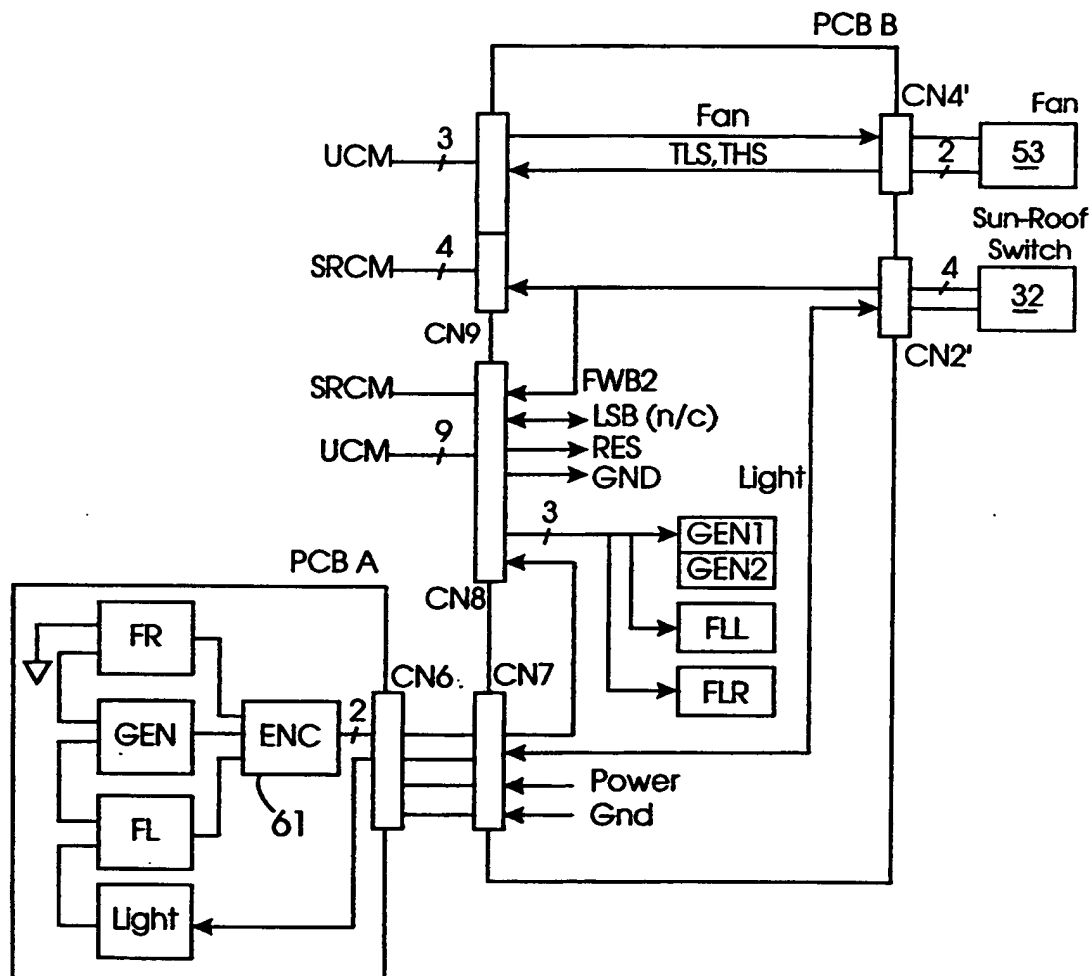 PCB B
CN4'
Fan
Fan
UCM
3
TLS,THS
2
53
Sun-Roof
Switch
SRCM
4
4
32
CN9
CN2'
SRCM
FWB2
LSB (n/c)
UCM
9
RES
GND
Light
3
GEN1
GEN2
PCB A
CN8
FLL
FR
CN6
CN7
FLR
GEN
ENC
2
Power
Gnd
61
FL
Light